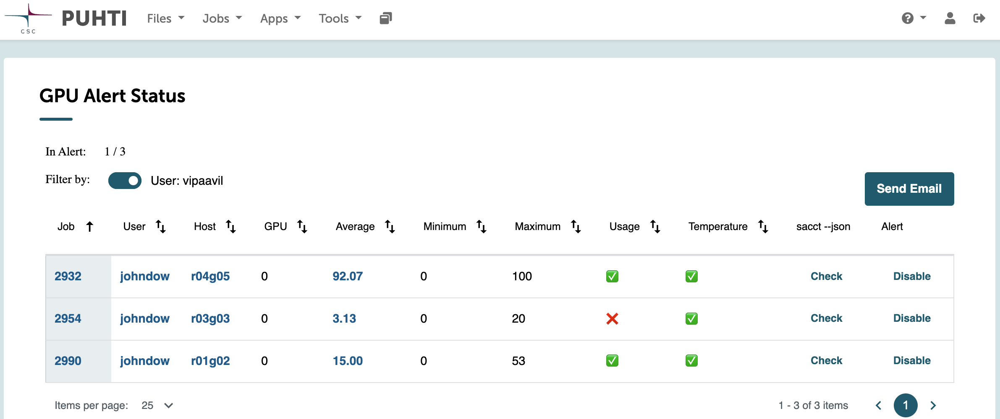 CSC
PUHTI Files Jobs Apps Tools
GPU Alert Status
In Alert: 1 / 3
Filter by: User: vipaavil
Send Email
Job User Host GPU Average Minimum Maximum Usage Temperature sacct --json Alert
2932 johndow r04g05 0 92.07 0 100 Check Disable
2954 johndow r03g03 0 3.13 0 20 Check Disable
2990 johndow r01g02 0 15.00 0 53 Check Disable
Items per page: 25 1 - 3 of 3 items 1